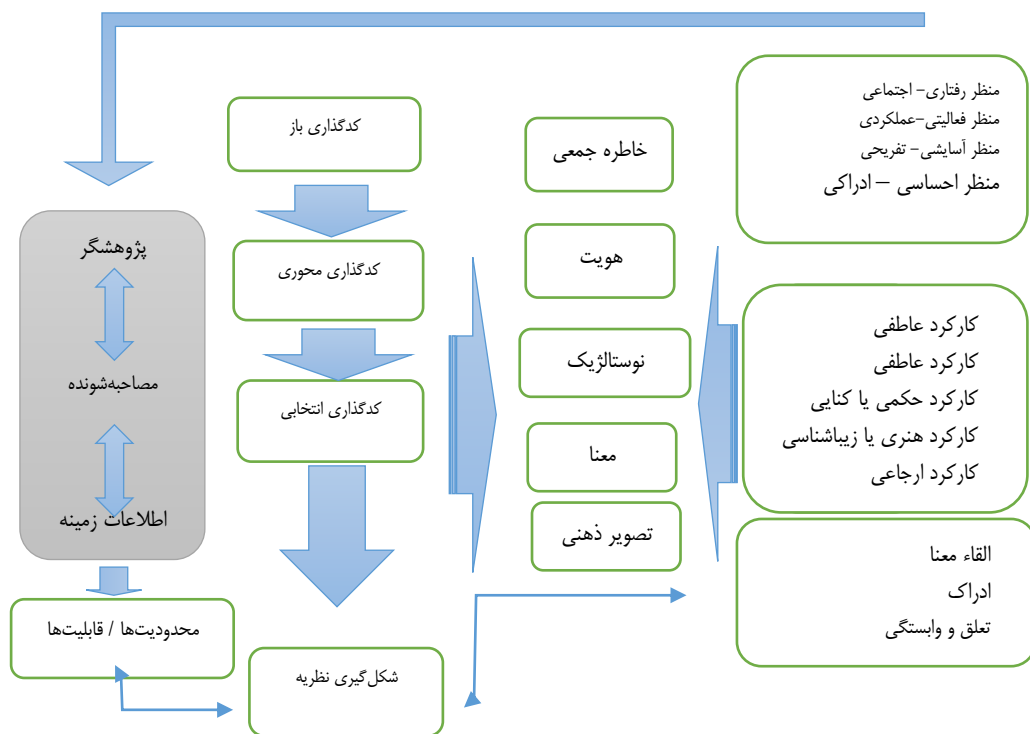 منظر رفتاری- اجتماعی
منظر فعالیتی-عملکردی
منظر آسایشی- تفریحی
منظر احساسی – ادراکی
کارکرد عاطفی
کارکرد عاطفی
کارکرد حکمی یا کنایی
کارکرد هنری یا زیباشناسی
کارکرد ارجاعی
القاء معنا
ادراک
تعلق و وابستگی
خاطره جمعی
هویت
نوستالژیک
معنا
تصویر ذهنی
کدگذاری باز
کدگذاری محوری
کدگذاری انتخابی
شکل‌گیری نظریه
پژوهشگر
مصاحبه‌شونده
اطلاعات زمینه
محدودیت‌ها / قابلیت‌ها